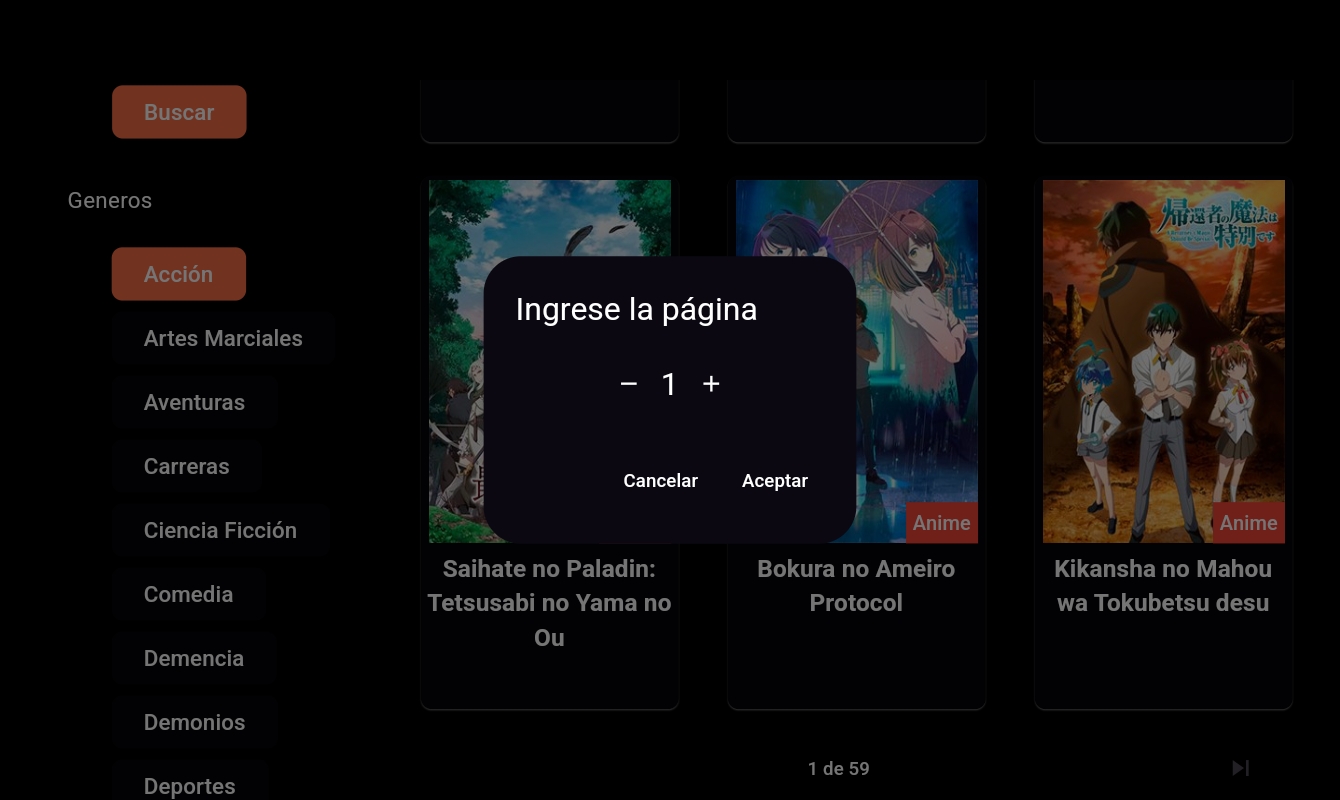 Buscar
Generos
Acción
Artes Marciales
Aventuras
Carreras
Ciencia Ficción
Comedia
Demencia
Demonios
Deportes
Ingrese la página
− 1 +
Cancelar
Aceptar
帰還者の魔法は
特別です
Anime
Anime
Saihate no Paladin:
Tetsusabi no Yama no
Ou
Bokura no Ameiro
Protocol
Kikansha no Mahou
wa Tokubetsu desu
1 de 59